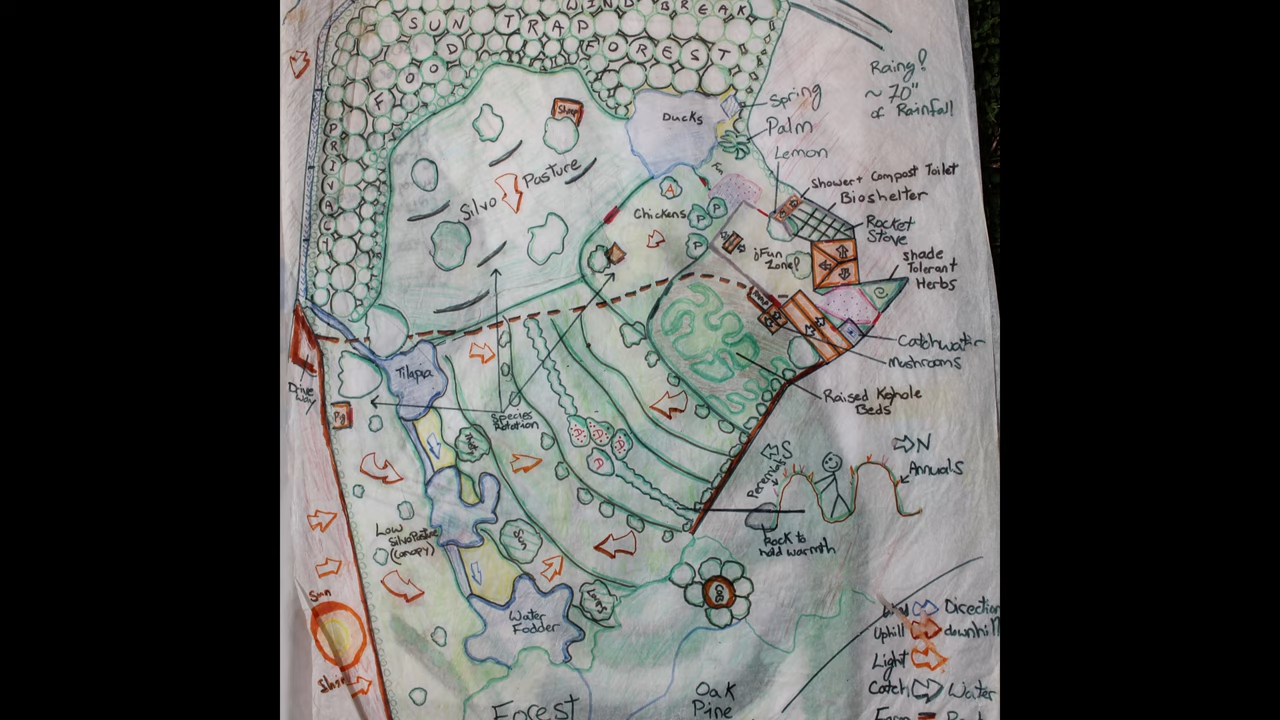 WIND BREAK
SUN TRAP
FOOD FOREST
PRIVACY
Sheep
Ducks
Spring
Palm
Lemon
Rainy?
~ 70"
of Rainfall
Silvo Pasture
A
Chickens
P
P
P
Shower + Compost Toilet
Bioshelter
Rocket
Stove
Shade
Tolerant
Herbs
¡Fun
Zone?
Catchwater
Mushrooms
Raised Keyhole
Beds
Drive
way
Tilapia
Pig
Species
Rotation
A
A
A
A
S
N
Perennials
Annuals
Rock to
hold warmth
Low
SilvoPasture
(canopy)
Sun
Water
Fodder
COB
Forest
Oak
Pine
Direction
Uphill
downhill
Light
Catch
Water